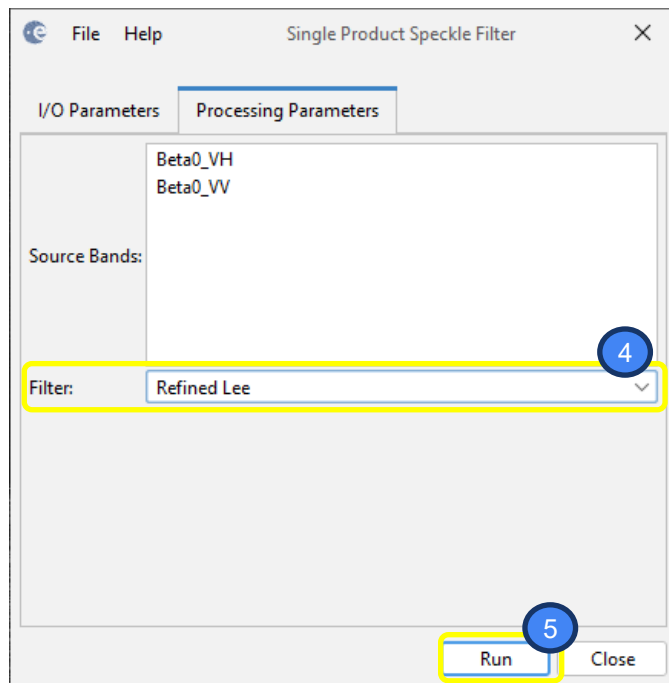 File Help Single Product Speckle Filter
I/O Parameters Processing Parameters
Beta0_VH
Beta0_VV
Source Bands:
4
Filter: Refined Lee
5
Run Close